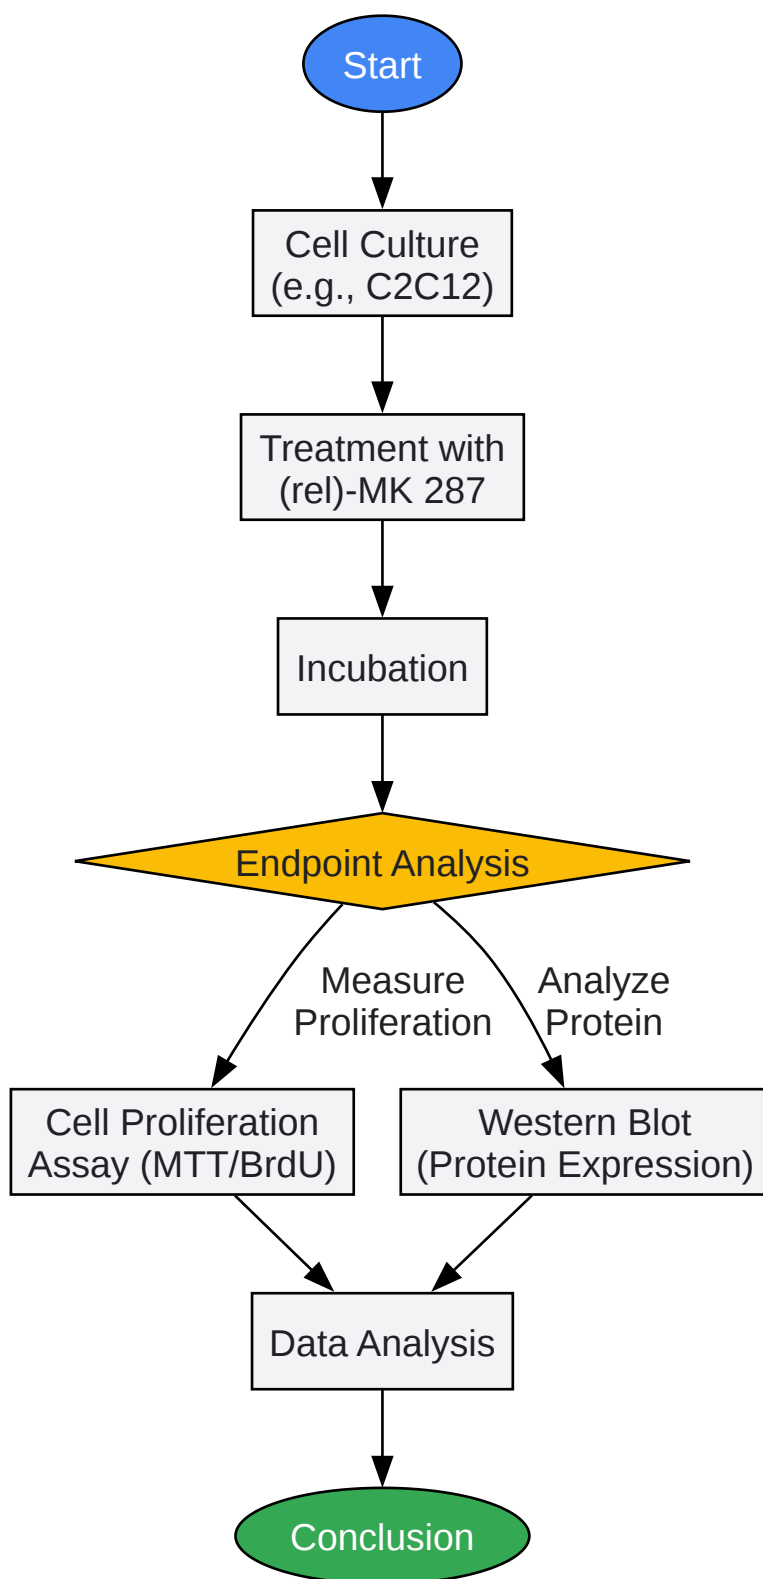 Start
Cell Culture
(e.g., C2C12)
Treatment with
(rel)-MK 287
Incubation
Endpoint Analysis
Measure
Proliferation
Analyze
Protein
Cell Proliferation
Assay (MTT/BrdU)
Western Blot
(Protein Expression)
Data Analysis
Conclusion